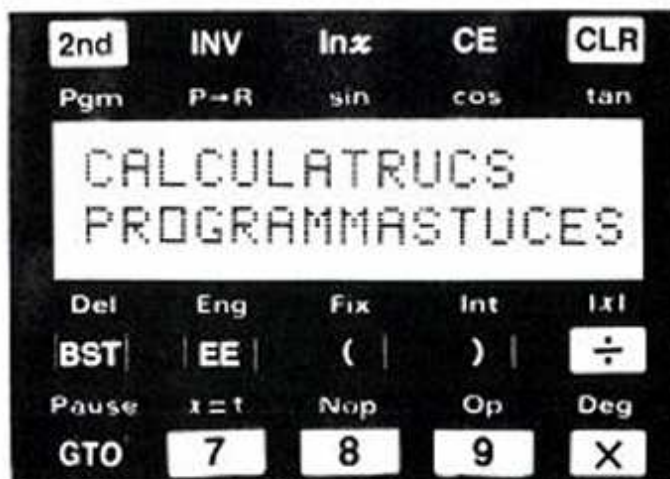 2nd INV lnx CE CLR
Pgm P→R sin cos tan
CALCULATRUCS
PROGRAMMASTUCES
Del Eng Fix Int |x|
BST EE ( ) ÷
Pause x=t Nop Op Deg
GTO 7 8 9 ×